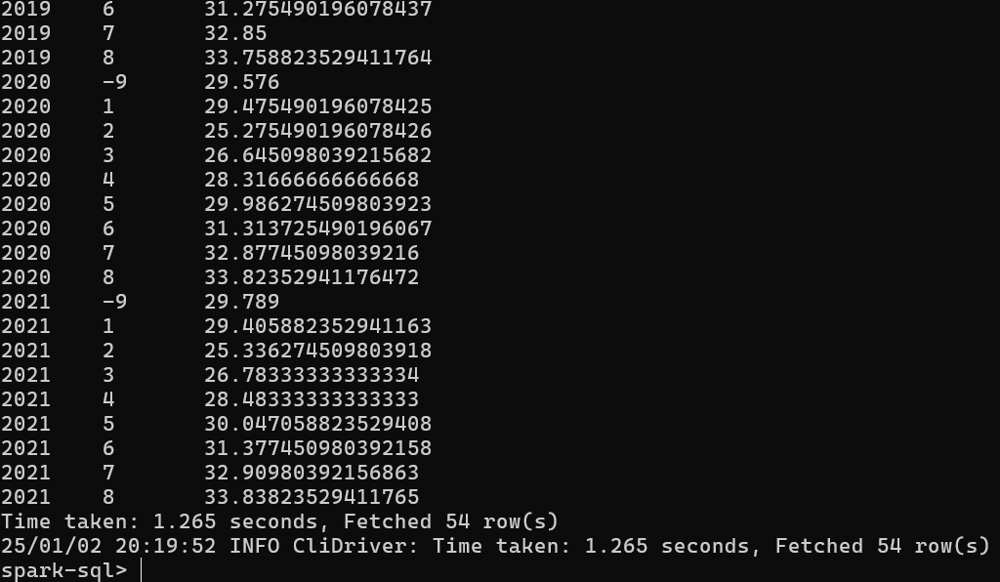 2019    6       31.275490196078437
2019    7       32.85
2019    8       33.758823529411764
2020    -9      29.576
2020    1       29.475490196078425
2020    2       25.275490196078426
2020    3       26.645098039215682
2020    4       28.31666666666668
2020    5       29.986274509803923
2020    6       31.313725490196067
2020    7       32.87745098039216
2020    8       33.82352941176472
2021    -9      29.789
2021    1       29.405882352941163
2021    2       25.336274509803918
2021    3       26.78333333333334
2021    4       28.48333333333333
2021    5       30.047058823529408
2021    6       31.377450980392158
2021    7       32.90980392156863
2021    8       33.83823529411765
Time taken: 1.265 seconds, Fetched 54 row(s)
25/01/02 20:19:52 INFO CliDriver: Time taken: 1.265 seconds, Fetched 54 row(s)
spark-sql>